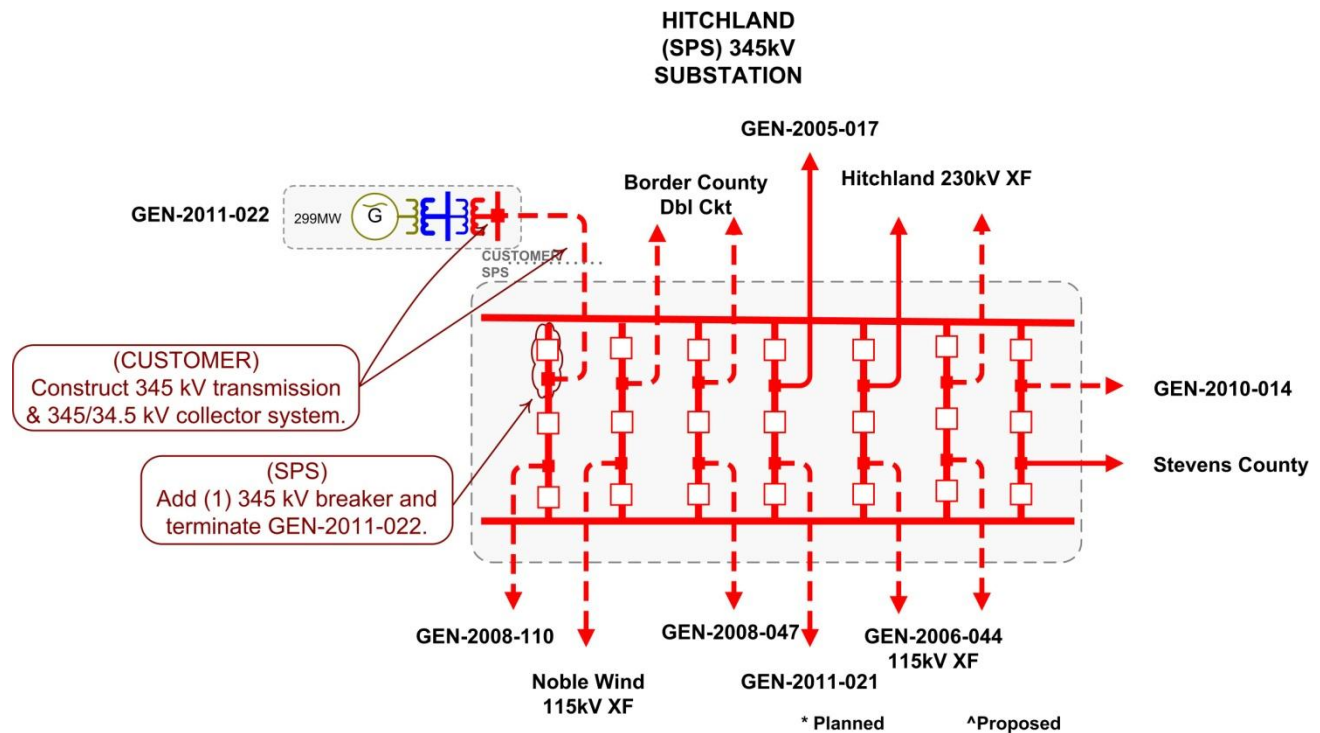 HITCHLAND
(SPS) 345kV
SUBSTATION
GEN-2005-017
Border County
Dbl Ckt
Hitchland 230kV XF
GEN-2011-022
299MW
G
CUSTOMER
SPS
(CUSTOMER)
Construct 345 kV transmission
& 345/34.5 kV collector system.
GEN-2010-014
(SPS)
Add (1) 345 kV breaker and
terminate GEN-2011-022.
Stevens County
GEN-2008-110
GEN-2008-047
GEN-2006-044
115kV XF
Noble Wind
115kV XF
GEN-2011-021
* Planned
^Proposed